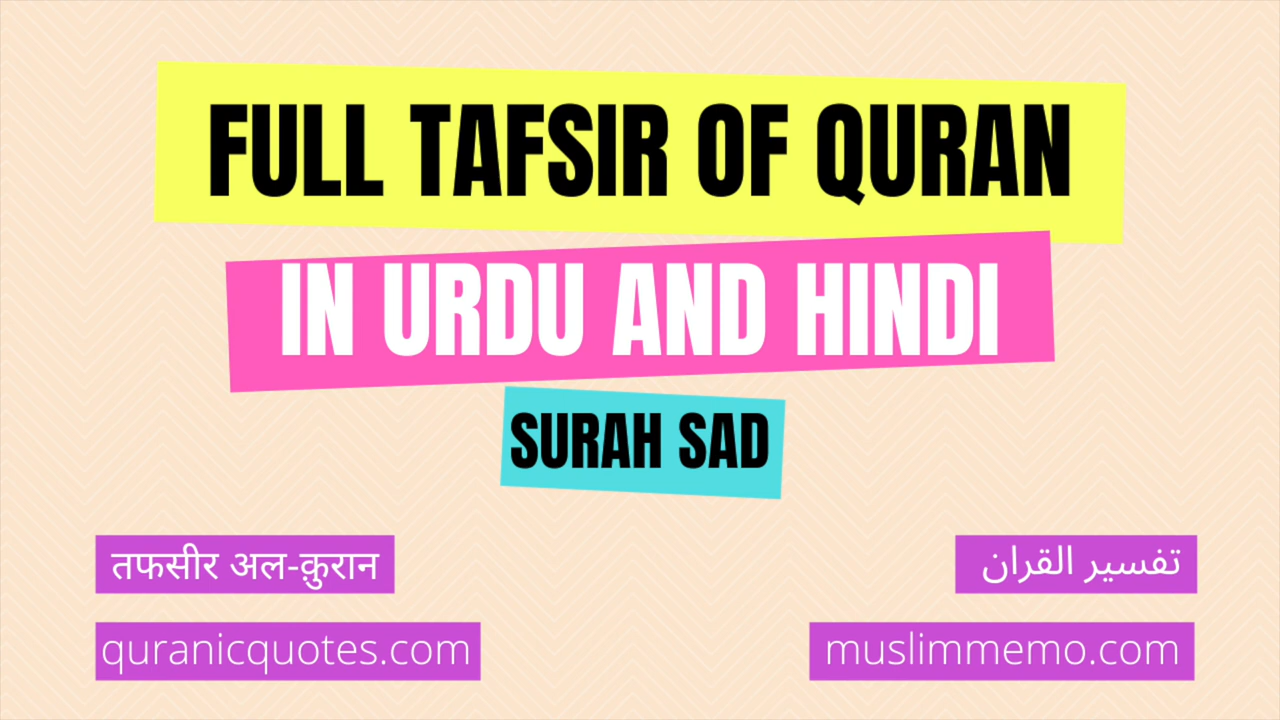 FULL TAFSIR OF QURAN
IN URDU AND HINDI
SURAH SAD
तफसीर अल-क़ुरान
تفسير القران
quranicquotes.com
muslimmemo.com